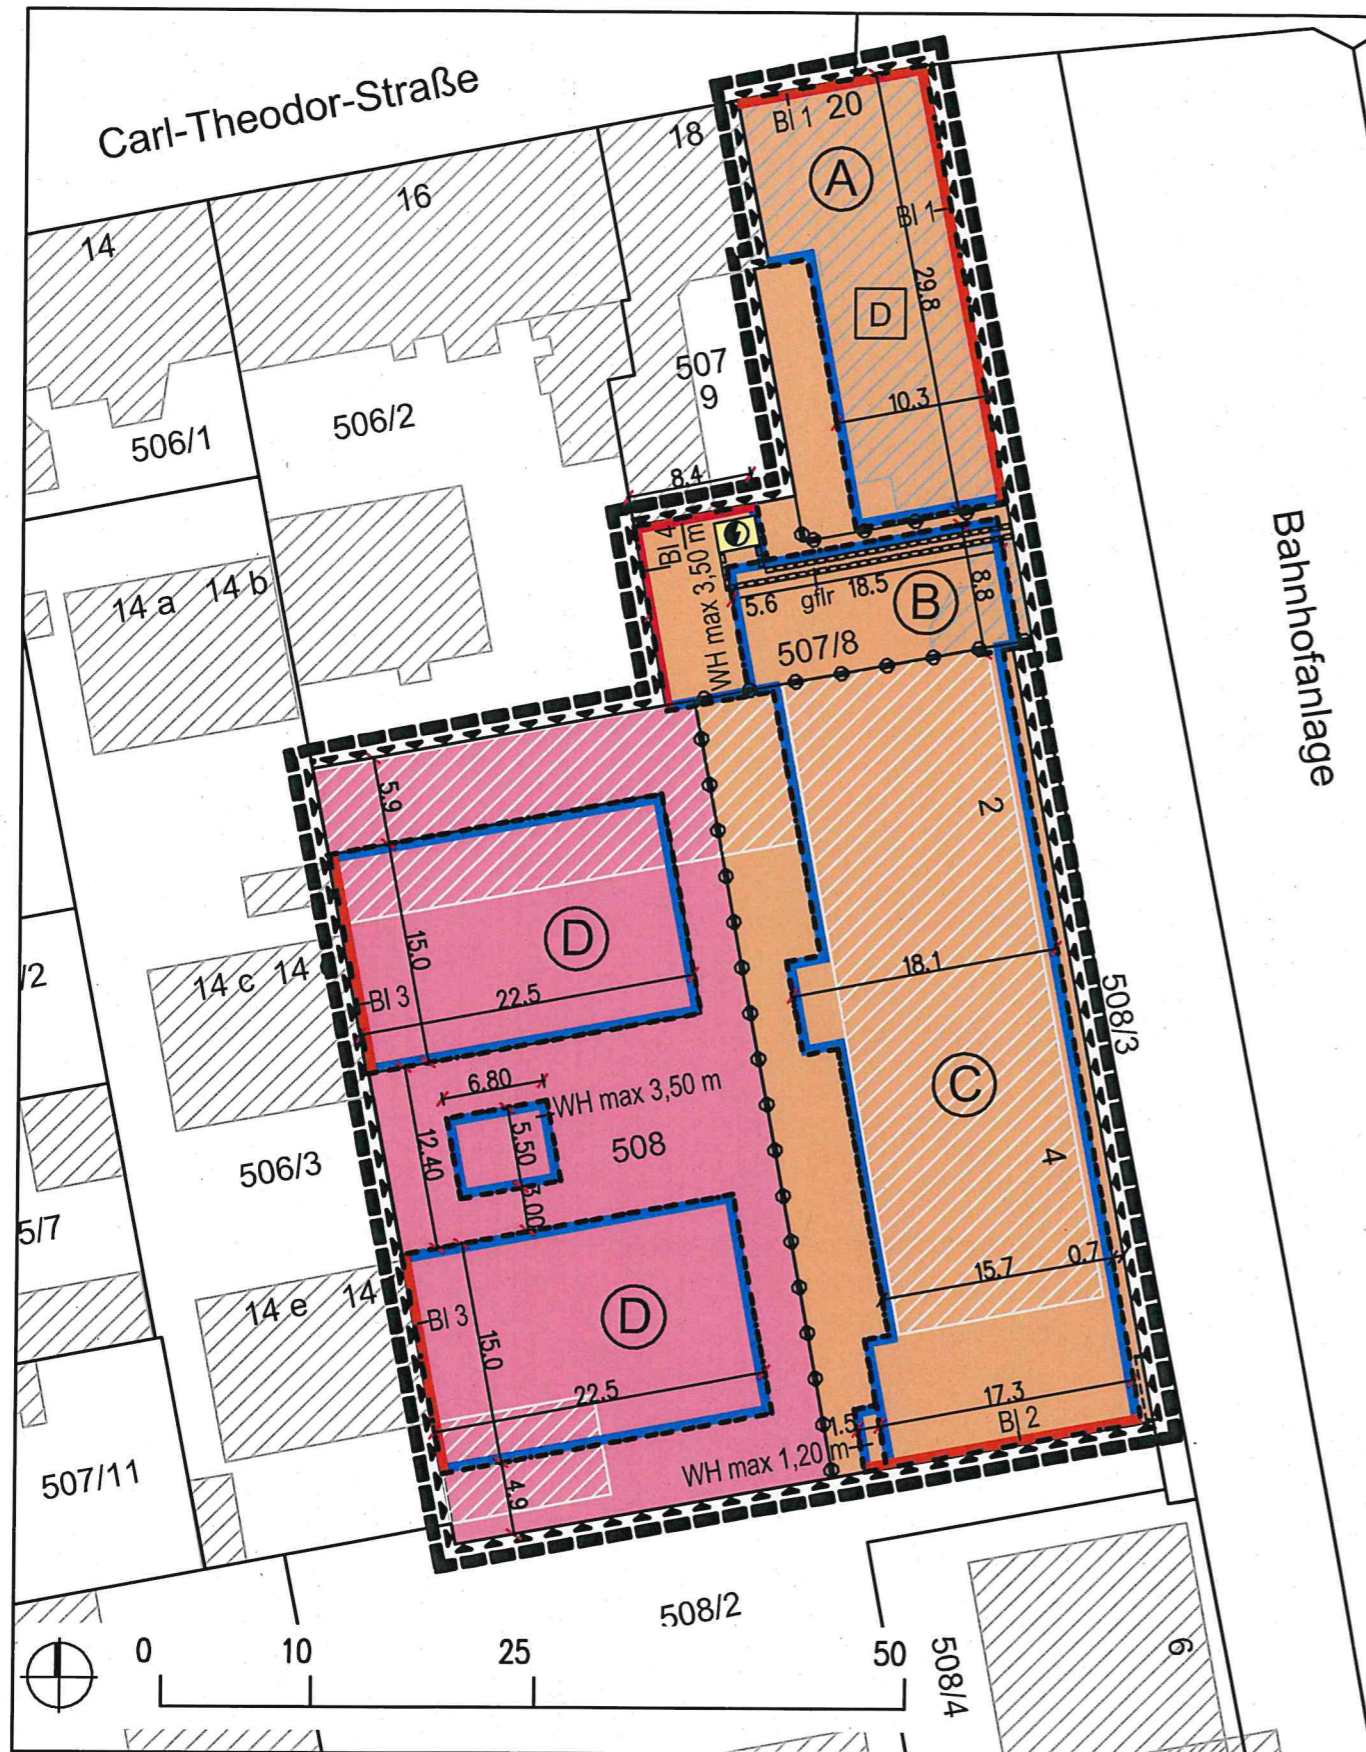 Carl-Theodor-Straße
Bahnhofanlage
14
16
18
Bl 1 20
A
Bl 1
29.8
D
10.3
506/1
506/2
507
9
8.4
Bl 4
WH max 3,50 m
5.6 gflr 18.5
B
8.8
507/8
14 a 14 b
5.9
2
D
15.0
Bl 3
22.5
14 c 14
/2
18.1
508/3
C
6.80
WH max 3,50 m
5.50
12.40
508
3.00
4
506/3
5/7
14 e 14
Bl 3
D
15.0
22.5
15.7 0.7
17.3
Bl 2
1.5
WH max 1,20 m
4.9
507/11
508/2
508/4
6
0 10 25 50